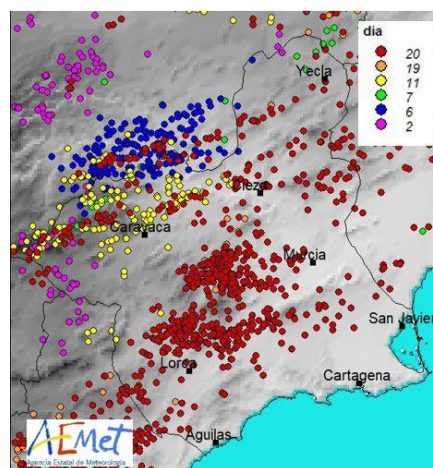 dia
20
19
11
7
6
2
Yecla
Cieza
Caravaca
Murcia
San Javier
Lorca
Cartagena
Aguilas
AEMet
Agencia Estatal de Meteorología